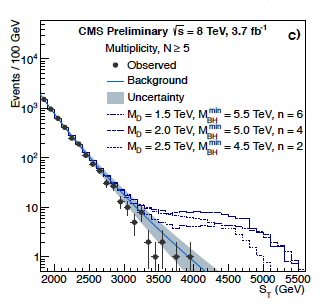 CMS Preliminary √s = 8 TeV, 3.7 fb⁻¹
Multiplicity, N ≥ 5 c)
Observed
Background
Uncertainty
M_D = 1.5 TeV, M_BH^min = 5.5 TeV, n = 6
M_D = 2.0 TeV, M_BH^min = 5.0 TeV, n = 4
M_D = 2.5 TeV, M_BH^min = 4.5 TeV, n = 2
Events / 100 GeV
10⁴
10³
10²
10
1
2000 2500 3000 3500 4000 4500 5000 5500
S_T (GeV)